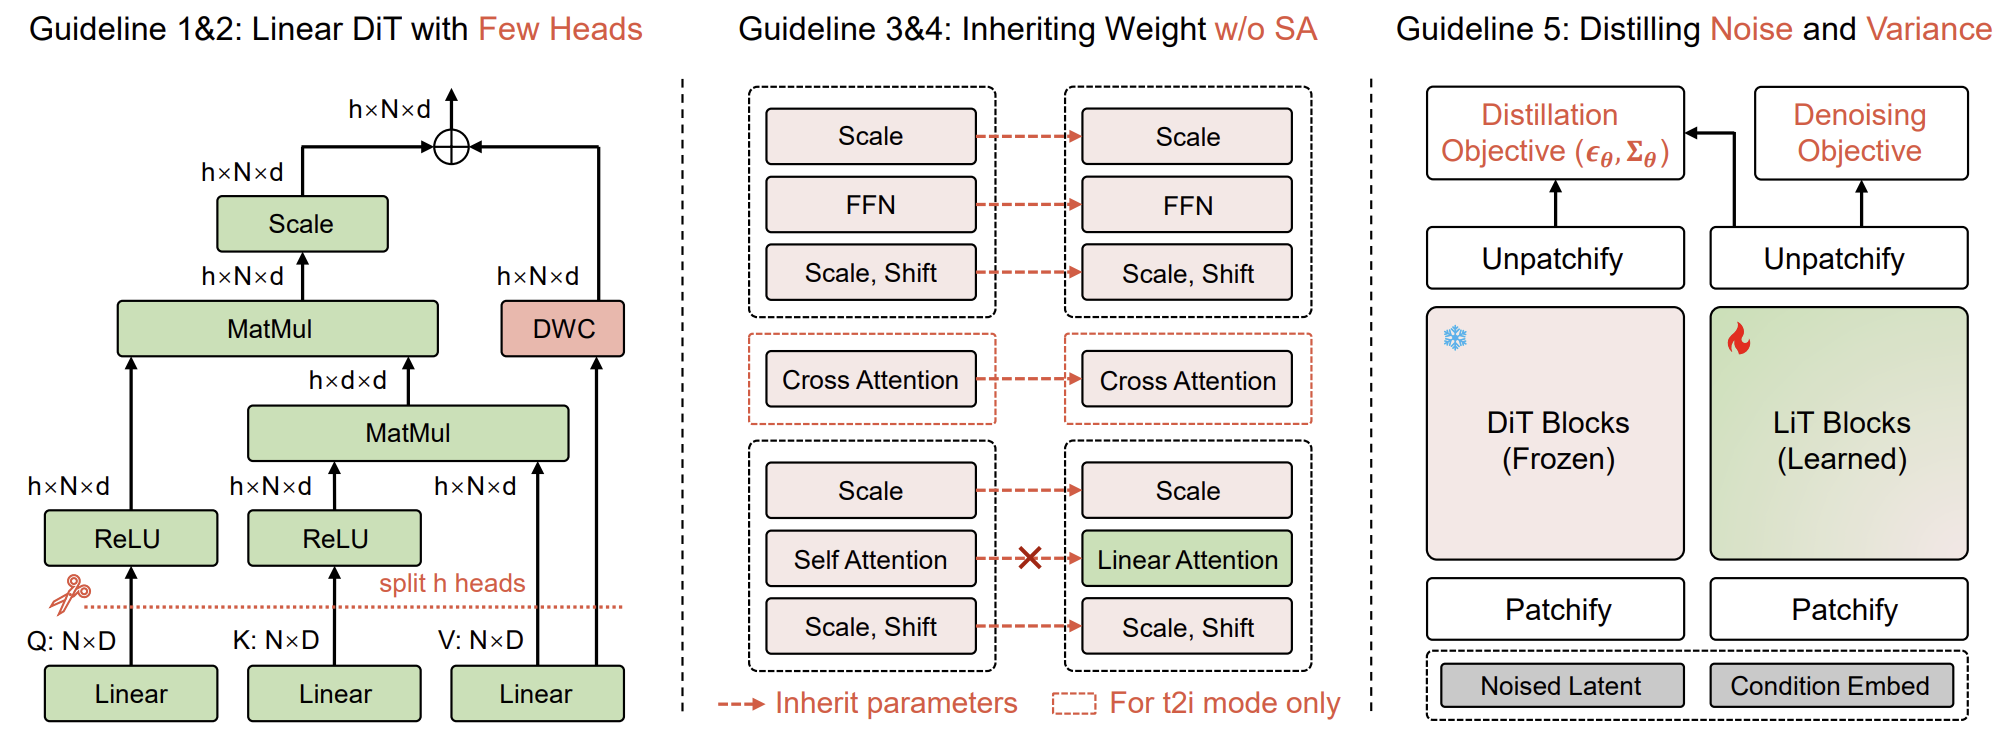 Guideline 1&2: Linear DiT with Few Heads
h×N×d
h×N×d
Scale
h×N×d
h×N×d
MatMul
DWC
h×d×d
MatMul
h×N×d
h×N×d
h×N×d
ReLU
ReLU
split h heads
Q: N×D
K: N×D
V: N×D
Linear
Linear
Linear
Guideline 3&4: Inheriting Weight w/o SA
Scale
Scale
FFN
FFN
Scale, Shift
Scale, Shift
Cross Attention
Cross Attention
Scale
Scale
Self Attention
Linear Attention
Scale, Shift
Scale, Shift
Inherit parameters
For t2i mode only
Guideline 5: Distilling Noise and Variance
Distillation
Objective (ϵθ, Σθ)
Denoising
Objective
Unpatchify
Unpatchify
DiT Blocks
(Frozen)
LiT Blocks
(Learned)
Patchify
Patchify
Noised Latent
Condition Embed